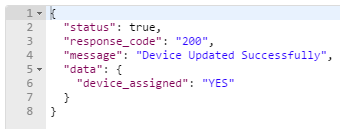 1 {
2 "status": true,
3 "response_code": "200",
4 "message": "Device Updated Successfully",
5 "data": {
6 "device_assigned": "YES"
7 }
8 }